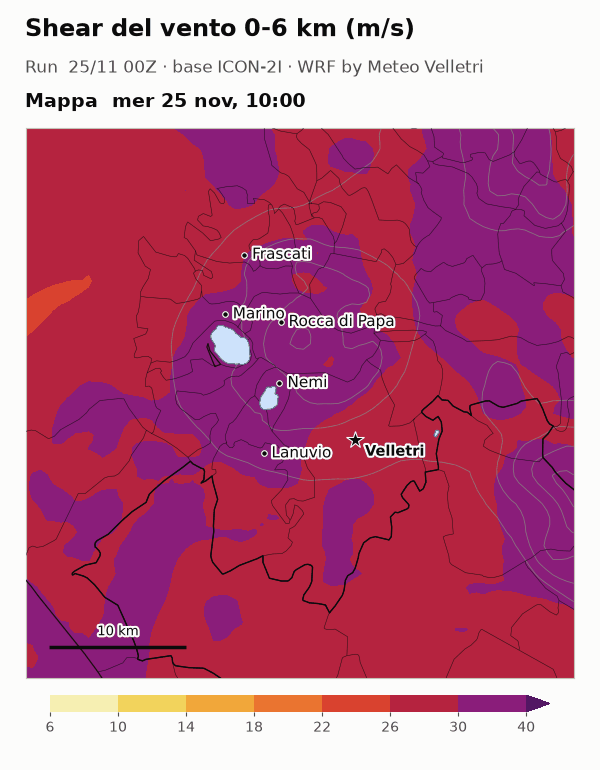 Shear del vento 0-6 km (m/s)
Run  25/11 00Z · base ICON-2I · WRF by Meteo Velletri
Mappa  mer 25 nov, 10:00
Frascati
Marino
Rocca di Papa
Nemi
Velletri
Lanuvio
10 km
6 10 14 18 22 26 30 40